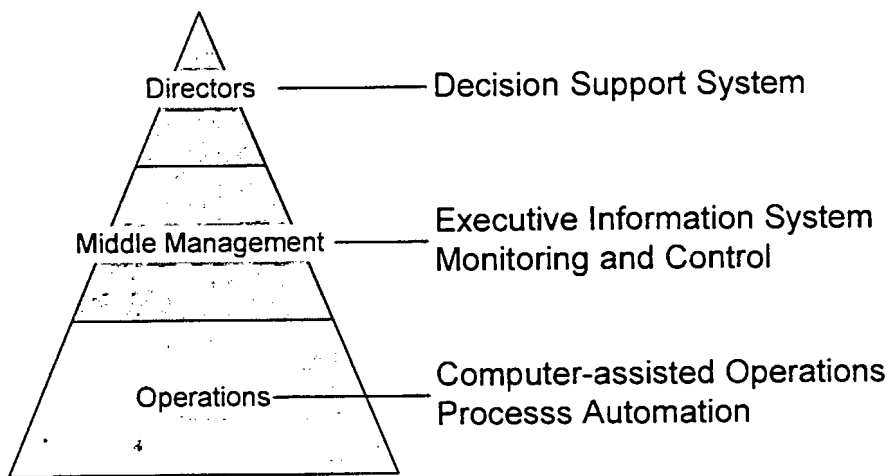 Directors
Decision Support System
Middle Management
Executive Information System
Monitoring and Control
Operations
Computer-assisted Operations
Processs Automation